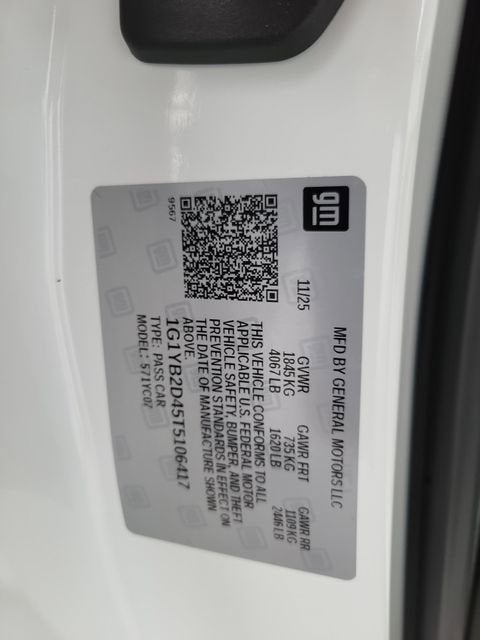 gm
MFD BY GENERAL MOTORS LLC
11/25 GVWR GAWR FRT GAWR RR
1845 KG 735 KG 1109 KG
4067 LB 1620 LB 2446 LB
THIS VEHICLE CONFORMS TO ALL
APPLICABLE U.S. FEDERAL MOTOR
VEHICLE SAFETY, BUMPER, AND THEFT
PREVENTION STANDARDS IN EFFECT ON
THE DATE OF MANUFACTURE SHOWN
ABOVE.
1G1YB2D45T5106417
TYPE: PASS CAR
MODEL: 571YC07
9567